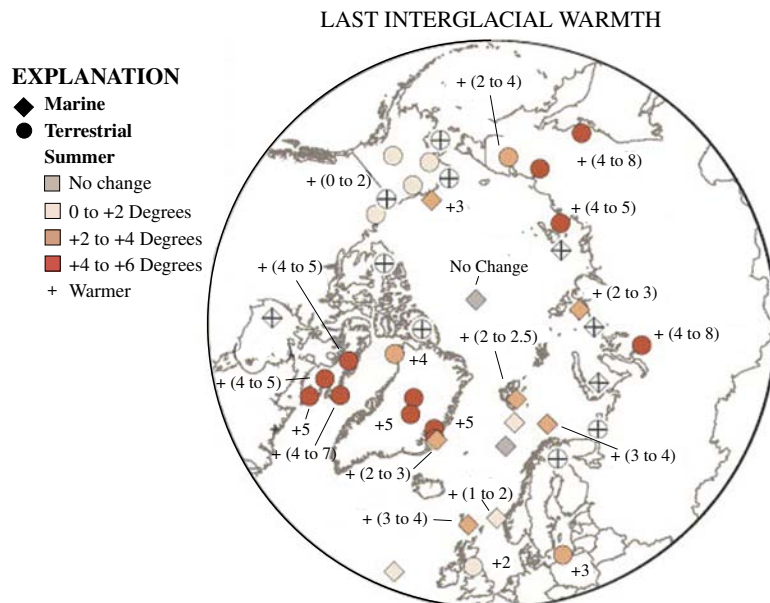 LAST INTERGLACIAL WARMTH
EXPLANATION
Marine
Terrestrial
Summer
No change
0 to +2 Degrees
+2 to +4 Degrees
+4 to +6 Degrees
+ Warmer
+ (2 to 4)
+ (4 to 8)
+ (0 to 2)
+3
+ (4 to 5)
+ (4 to 5)
No Change
+ (2 to 3)
+ (2 to 2.5)
+ (4 to 8)
+4
+ (4 to 5)
+5
+5
+5
+ (4 to 7)
+ (3 to 4)
+ (2 to 3)
+ (1 to 2)
+ (3 to 4)
+2
+3